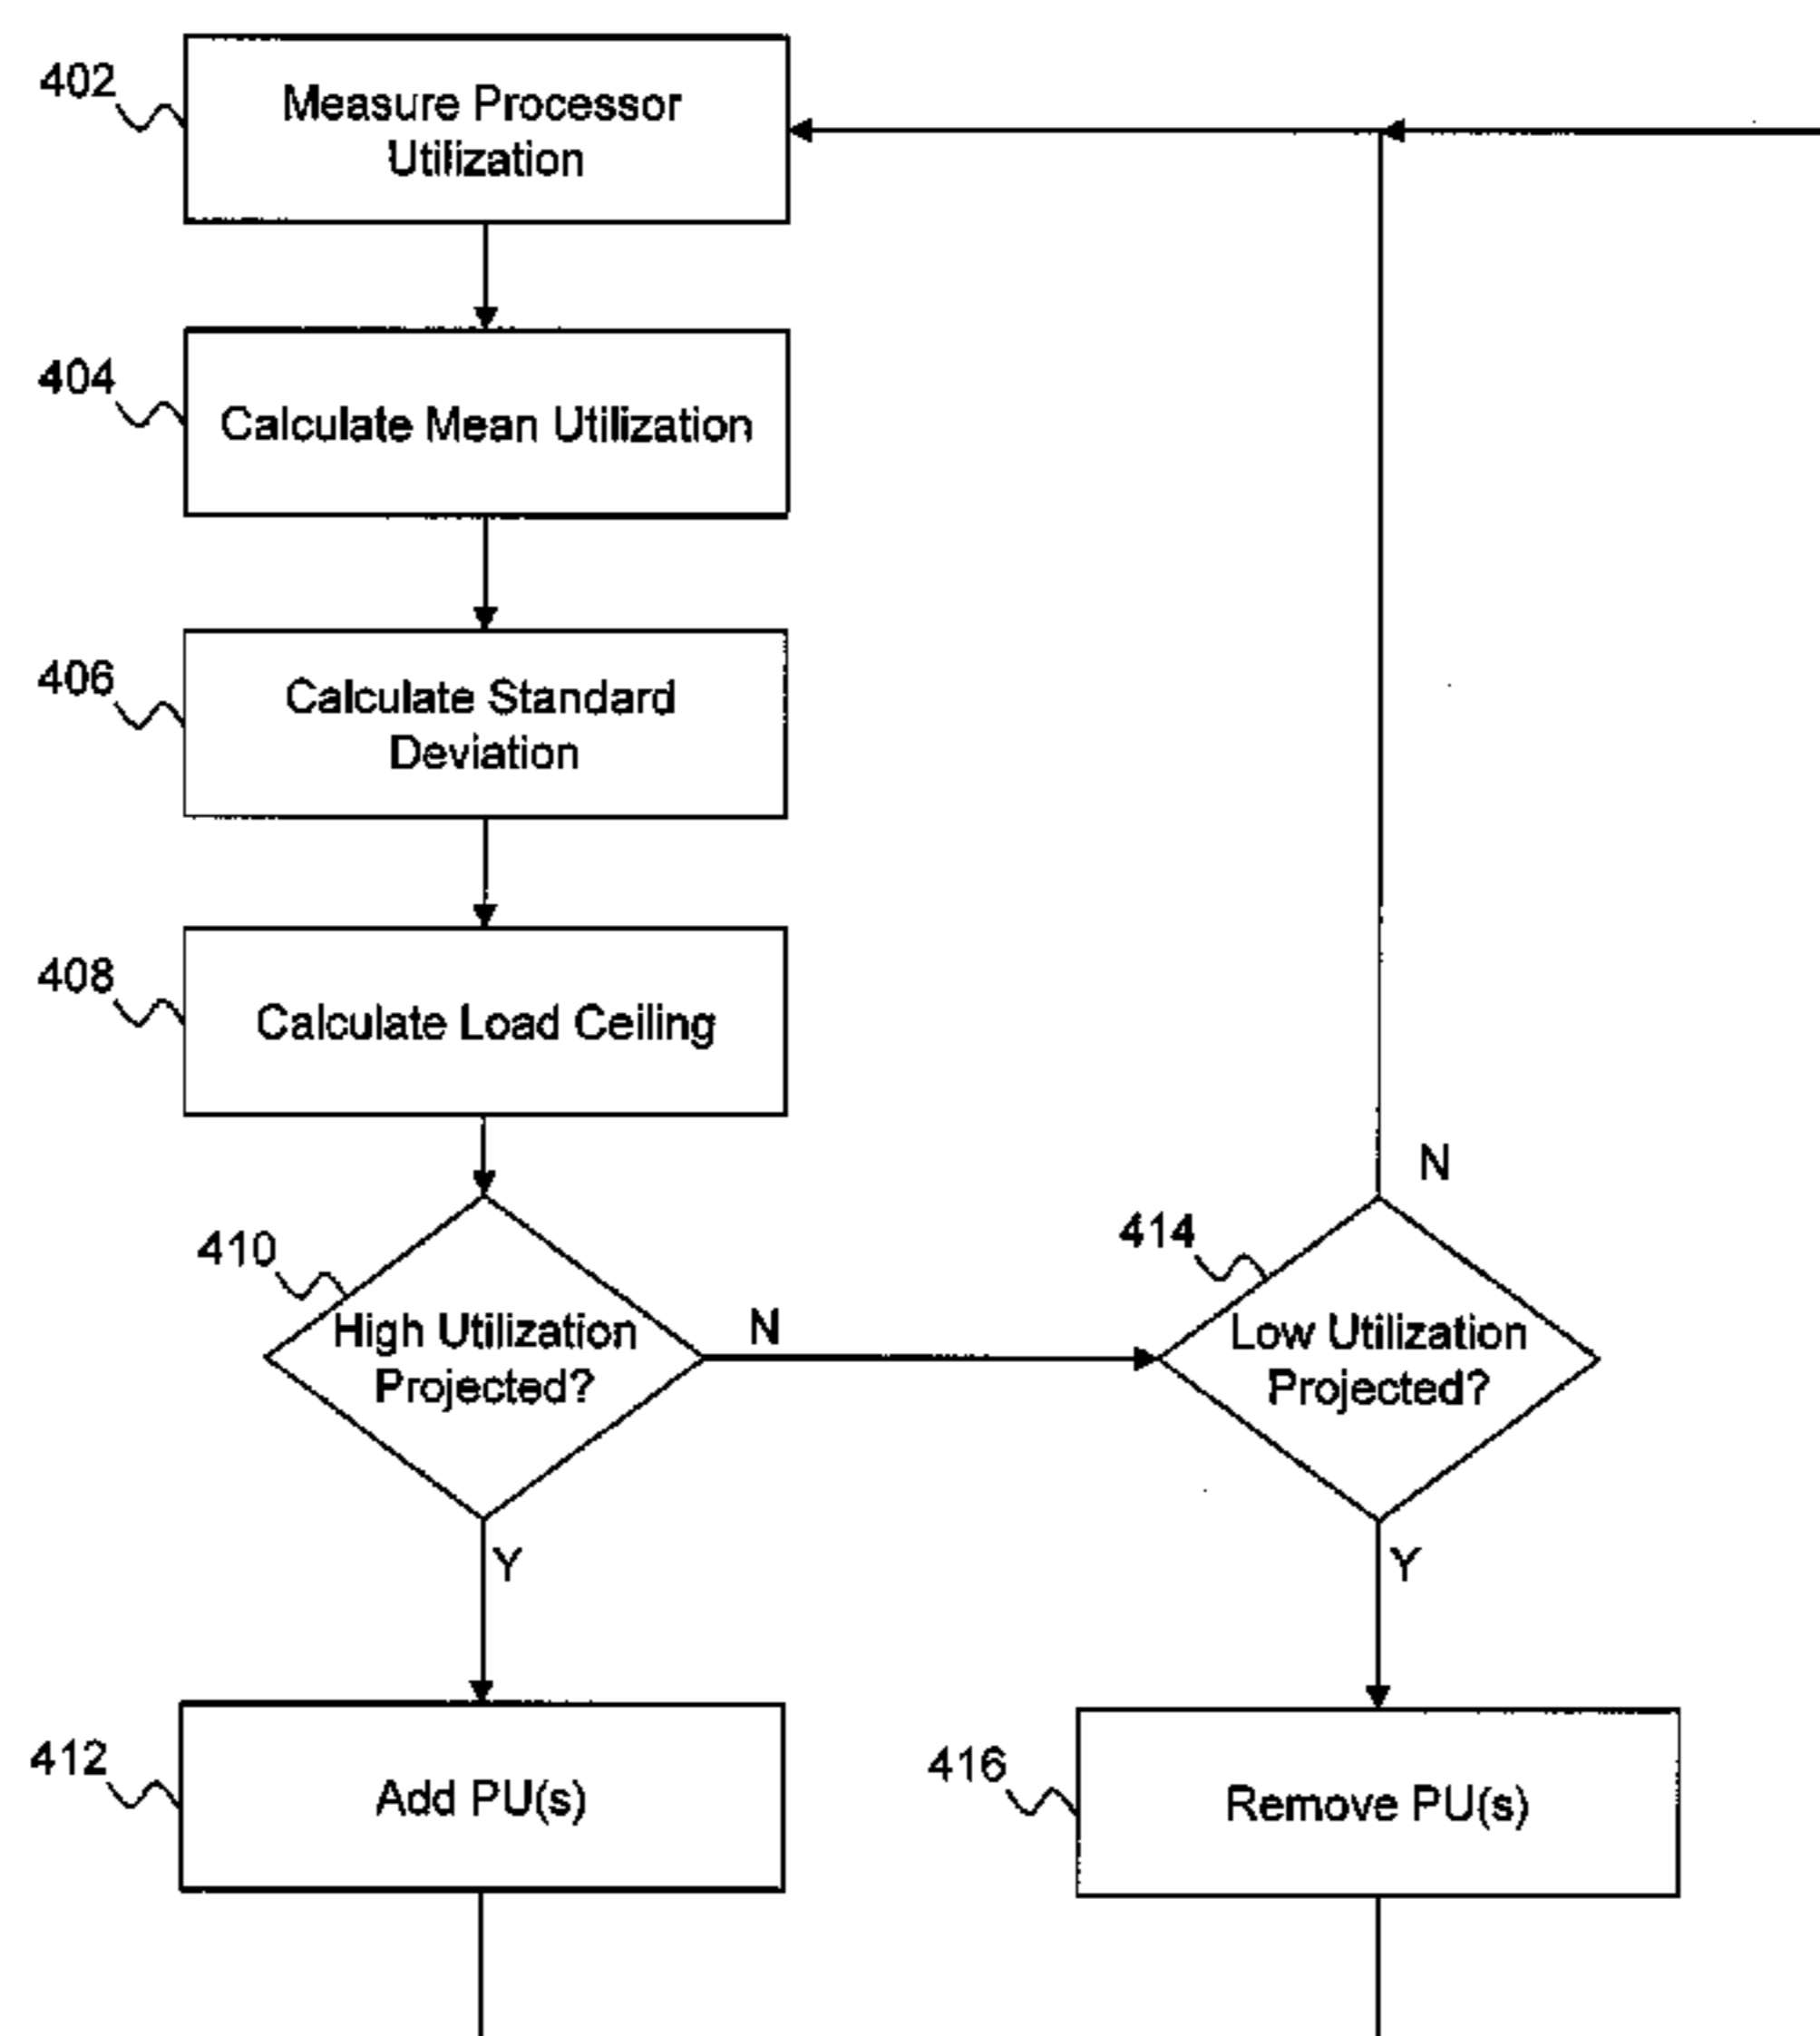 402
Measure Processor
Utilization
404
Calculate Mean Utilization
406
Calculate Standard
Deviation
408
Calculate Load Ceiling
410
High Utilization
Projected?
N
Y
414
Low Utilization
Projected?
N
Y
412
Add PU(s)
416
Remove PU(s)